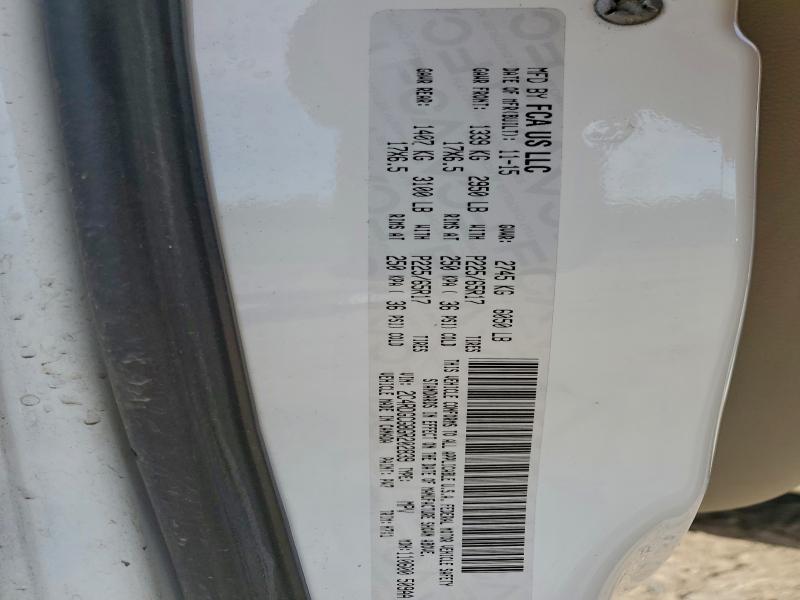 MFD BY FCA US LLC
DATE OF MFR(BUILT): 11-15 GAWR: 2745 KG 6050 LB
GAWR FRONT: 1339 KG 2950 LB WITH P225/65R17 TIRES
17X6.5 RIMS AT 250 KPA( 36 PSI) COLD
GAWR REAR: 1407 KG 3100 LB WITH P225/65R17 TIRES
17X6.5 RIMS AT 250 KPA( 36 PSI) COLD
THIS VEHICLE CONFORMS TO ALL APPLICABLE U.S.A. FEDERAL MOTOR VEHICLE SAFETY
STANDARDS IN EFFECT ON THE DATE OF MANUFACTURE SHOWN ABOVE.
VIN: TYPE: MPV MDH:
VEHICLE MADE IN CANADA PAINT: TRIM: